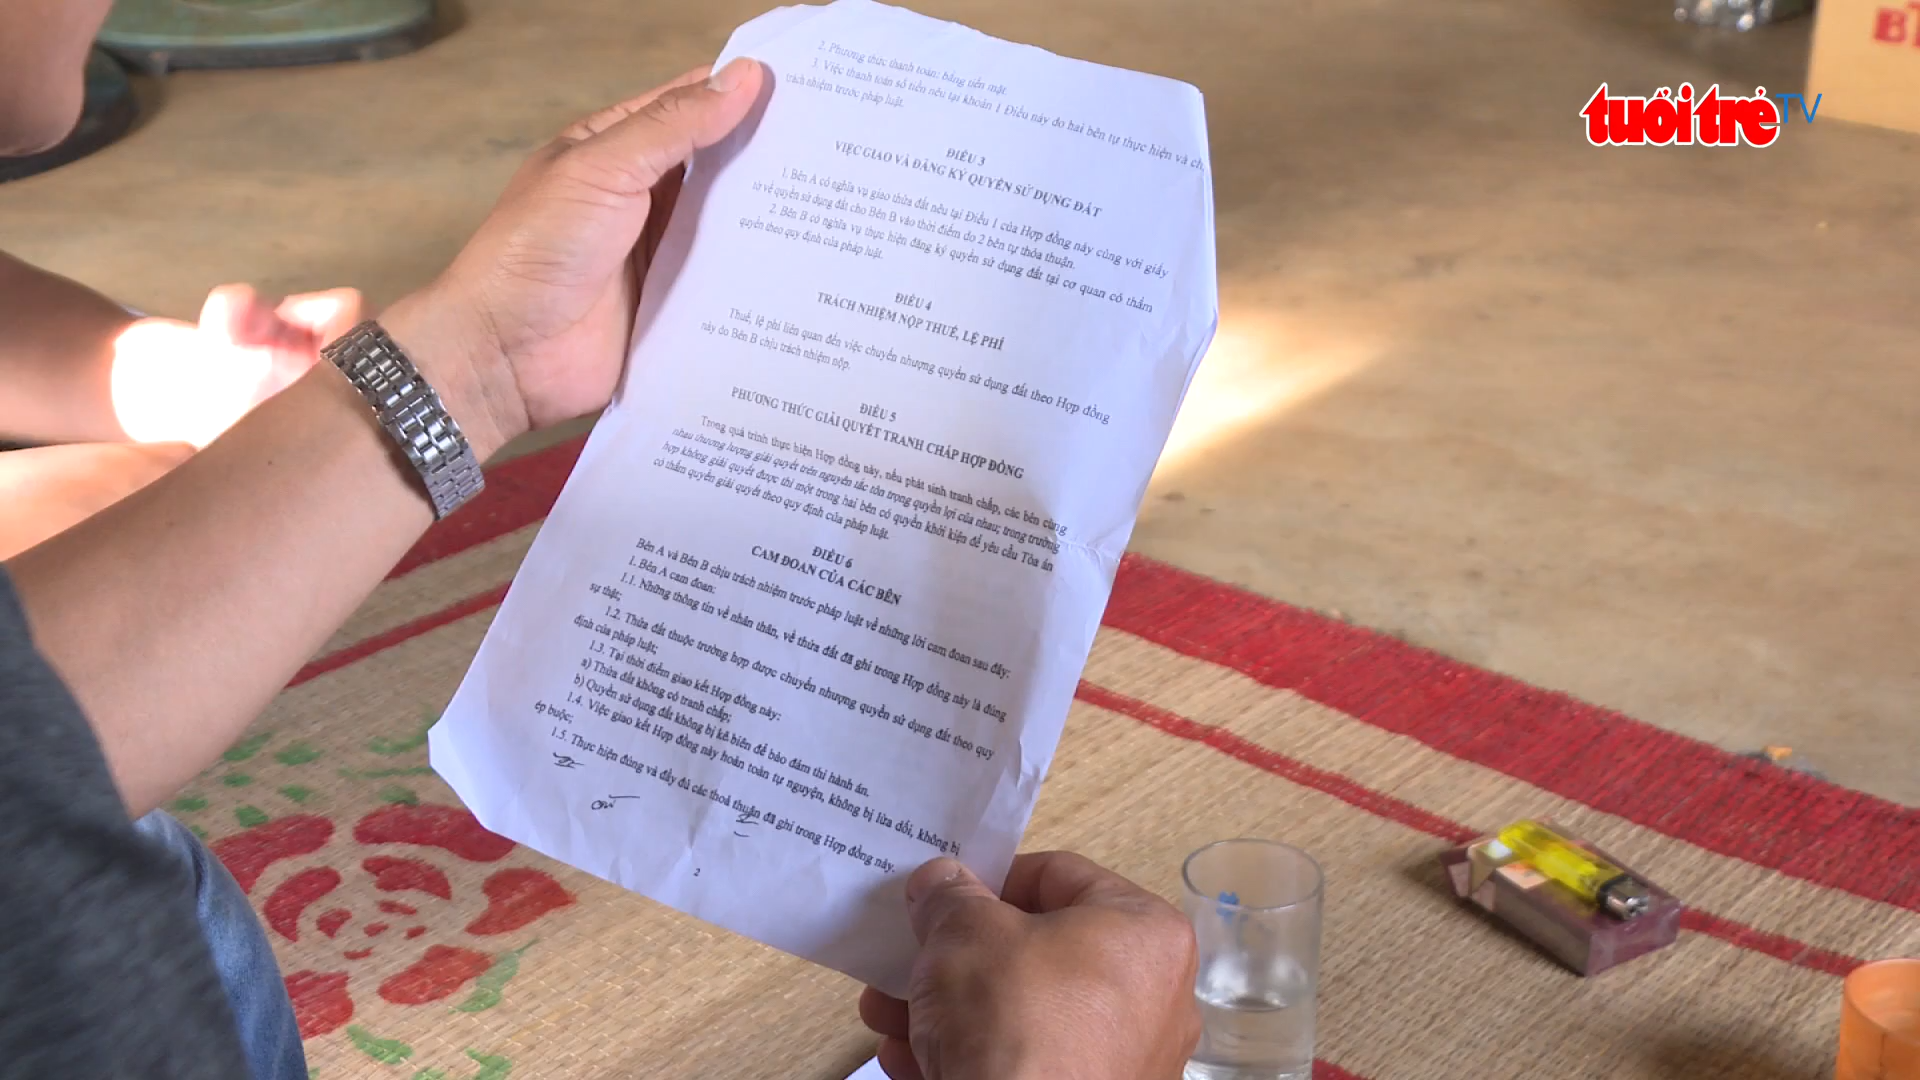 tuổi trẻ TV
2. Phương thức thanh toán: bằng tiền mặt.
3. Việc thanh toán số tiền nêu tại khoản 1 Điều này do hai bên tự thực hiện và
trách nhiệm trước pháp luật.
ĐIỀU 3
VIỆC GIAO VÀ ĐĂNG KÝ QUYỀN SỬ DỤNG ĐẤT
1. Bên A có nghĩa vụ giao thửa đất nêu tại Điều 1 của Hợp đồng này cùng với giấy
tờ về quyền sử dụng đất cho Bên B vào thời điểm do 2 bên tự thỏa thuận.
2. Bên B có nghĩa vụ thực hiện đăng ký quyền sử dụng đất tại cơ quan có thẩm
quyền theo quy định của pháp luật.
ĐIỀU 4
TRÁCH NHIỆM NỘP THUẾ, LỆ PHÍ
Thuế, lệ phí liên quan đến việc chuyển nhượng quyền sử dụng đất theo Hợp đồng
này do Bên B chịu trách nhiệm nộp.
ĐIỀU 5
PHƯƠNG THỨC GIẢI QUYẾT TRANH CHẤP HỢP ĐỒNG
Trong quá trình thực hiện Hợp đồng này, nếu phát sinh tranh chấp, các bên cùng
nhau thương lượng giải quyết trên nguyên tắc tôn trọng quyền lợi của nhau; trong trường
hợp không giải quyết được thì một trong hai bên có quyền khởi kiện để yêu cầu Tòa án
có thẩm quyền giải quyết theo quy định của pháp luật.
ĐIỀU 6
CAM ĐOAN CỦA CÁC BÊN
Bên A và Bên B chịu trách nhiệm trước pháp luật về những lời cam đoan sau đây:
1. Bên A cam đoan:
1.1. Những thông tin về nhân thân, về thửa đất đã ghi trong Hợp đồng này là đúng
sự thật;
1.2. Thửa đất thuộc trường hợp được chuyển nhượng quyền sử dụng đất theo quy
định của pháp luật;
1.3. Tại thời điểm giao kết Hợp đồng này:
a) Thửa đất không có tranh chấp;
b) Quyền sử dụng đất không bị kê biên để bảo đảm thi hành án.
1.4. Việc giao kết Hợp đồng này hoàn toàn tự nguyện, không bị lừa dối, không bị
ép buộc;
1.5. Thực hiện đúng và đầy đủ các thoả thuận đã ghi trong Hợp đồng này.
2